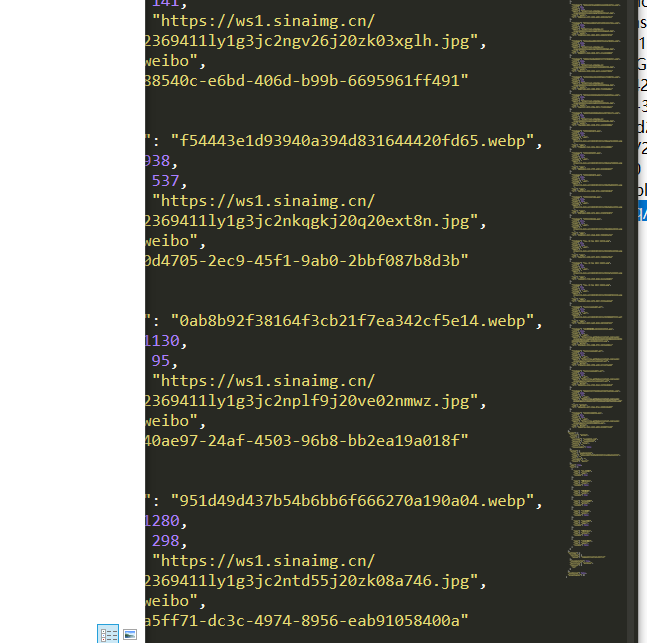 141,
"https://ws1.sinaimg.cn/
2369411ly1g3jc2ngv26j20zk03xglh.jpg",
weibo",
38540c-e6bd-406d-b99b-6695961ff491"
": "f54443e1d93940a394d831644420fd65.webp",
938,
537,
"https://ws1.sinaimg.cn/
2369411ly1g3jc2nkqgkj20q20ext8n.jpg",
weibo",
0d4705-2ec9-45f1-9ab0-2bbf087b8d3b"
": "0ab8b92f38164f3cb21f7ea342cf5e14.webp",
1130,
95,
"https://ws1.sinaimg.cn/
2369411ly1g3jc2nplf9j20ve02nmwz.jpg",
weibo",
40ae97-24af-4503-96b8-bb2ea19a018f"
": "951d49d437b54b6bb6f666270a190a04.webp",
1280,
298,
"https://ws1.sinaimg.cn/
2369411ly1g3jc2ntd55j20zk08a746.jpg",
weibo",
a5ff71-dc3c-4974-8956-eab91058400a"